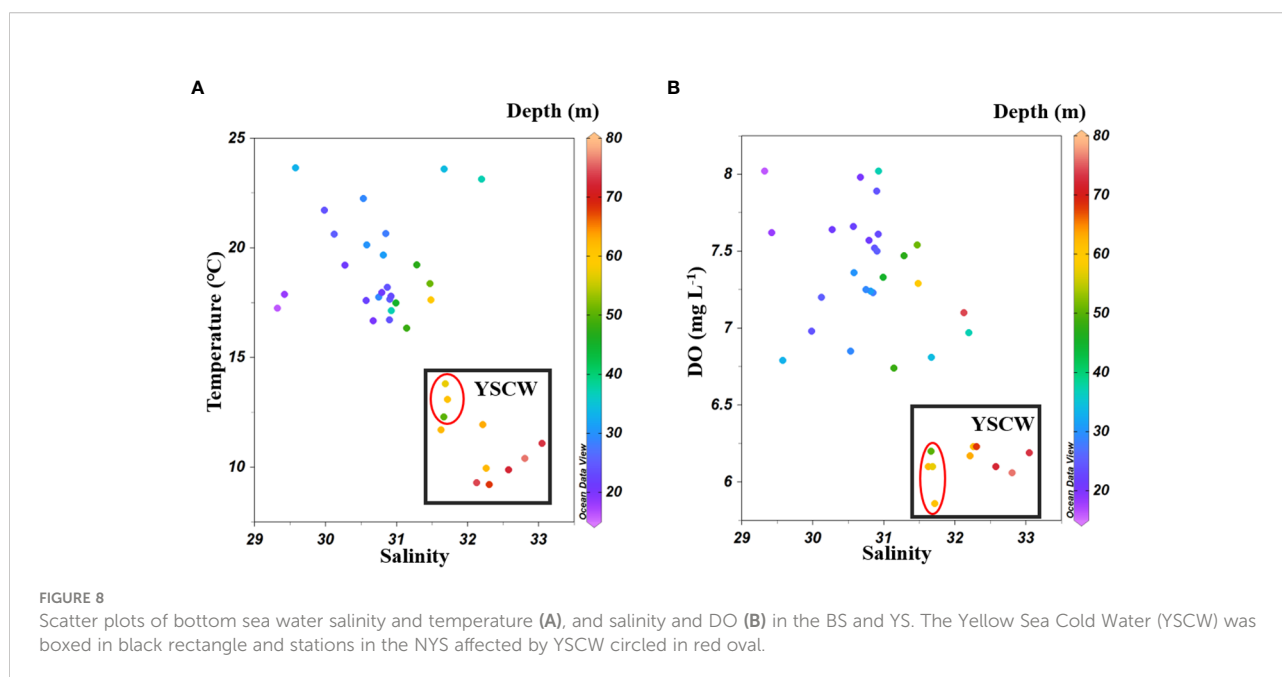 A
B
Depth (m)
Depth (m)
25
20
15
10
Temperature (°C)
YSCW
29
30
31
32
33
Salinity
80
70
60
50
40
30
20
Ocean Data View
8
7.5
7
6.5
6
DO (mg L⁻¹)
YSCW
29
30
31
32
33
Salinity
80
70
60
50
40
30
20
Ocean Data View
FIGURE 8
Scatter plots of bottom sea water salinity and temperature (A), and salinity and DO (B) in the BS and YS. The Yellow Sea Cold Water (YSCW) was
boxed in black rectangle and stations in the NYS affected by YSCW circled in red oval.